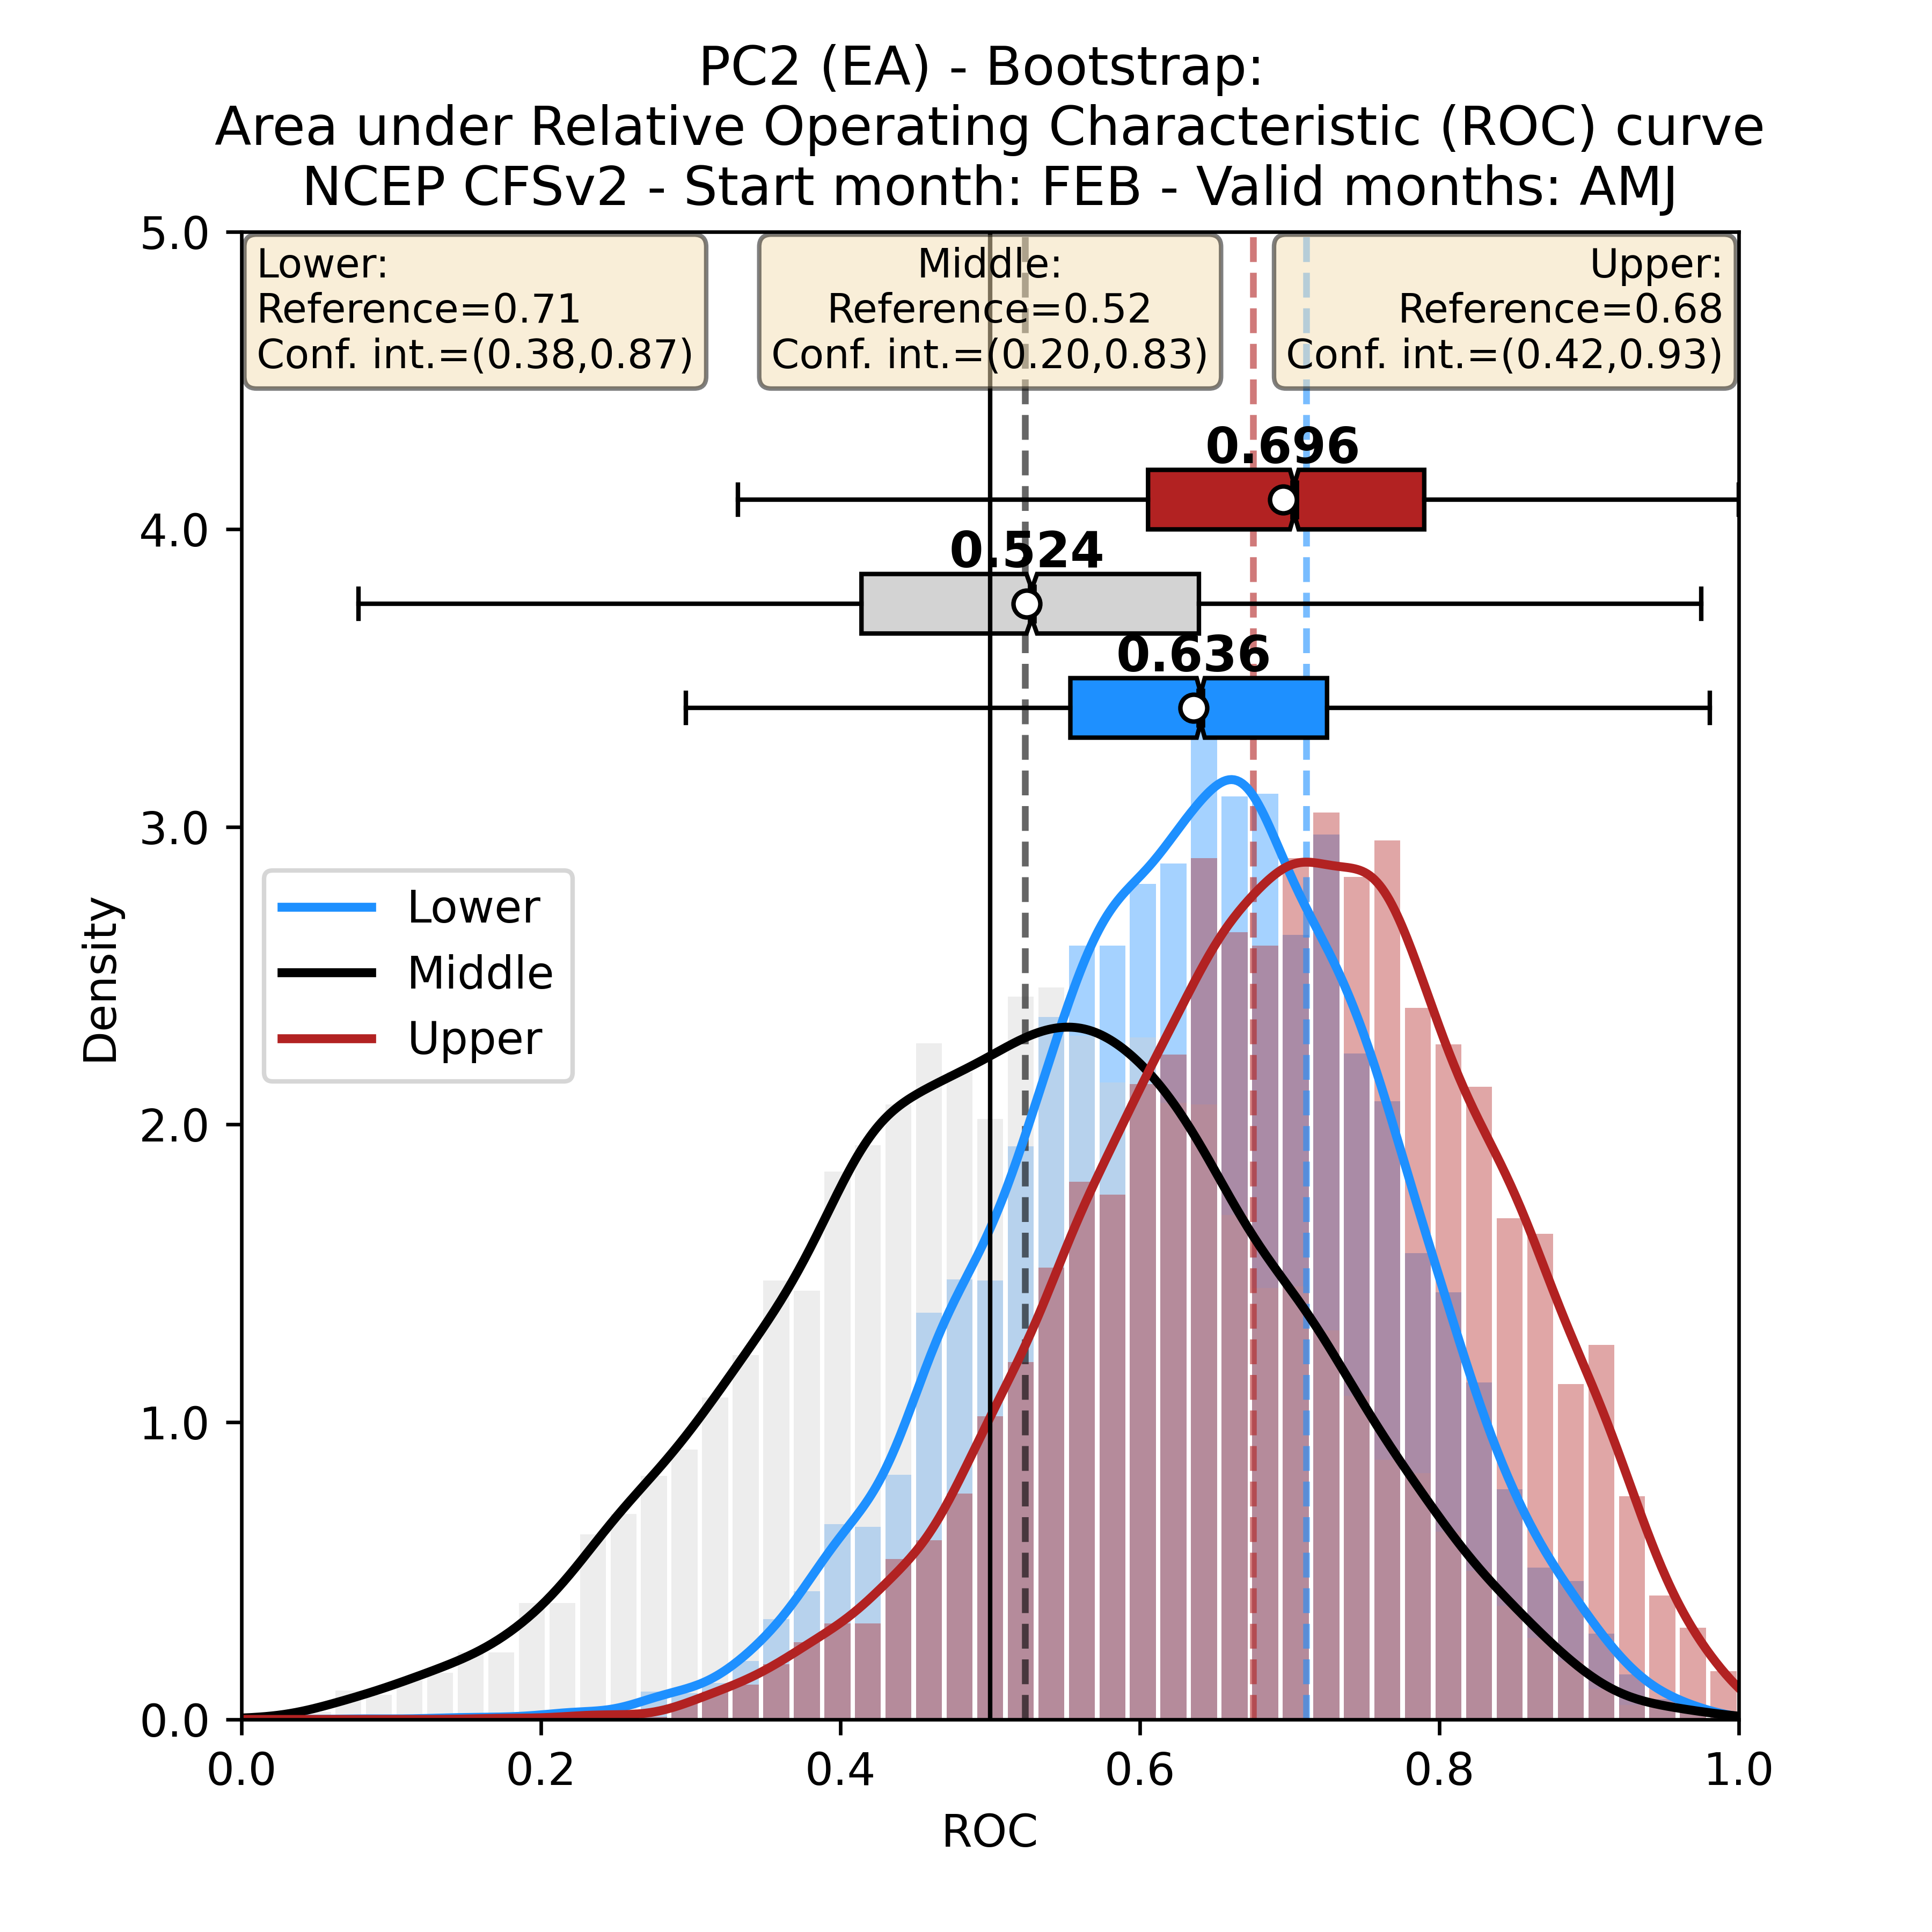 PC2 (EA) - Bootstrap:
Area under Relative Operating Characteristic (ROC) curve
NCEP CFSv2 - Start month: FEB - Valid months: AMJ
Lower:
Reference=0.71
Conf. int.=(0.38,0.87)
Middle:
Reference=0.52
Conf. int.=(0.20,0.83)
Upper:
Reference=0.68
Conf. int.=(0.42,0.93)
0.696
0.524
0.636
Lower
Middle
Upper
Density
5.0
4.0
3.0
2.0
1.0
0.0
0.0 0.2 0.4 0.6 0.8 1.0
ROC